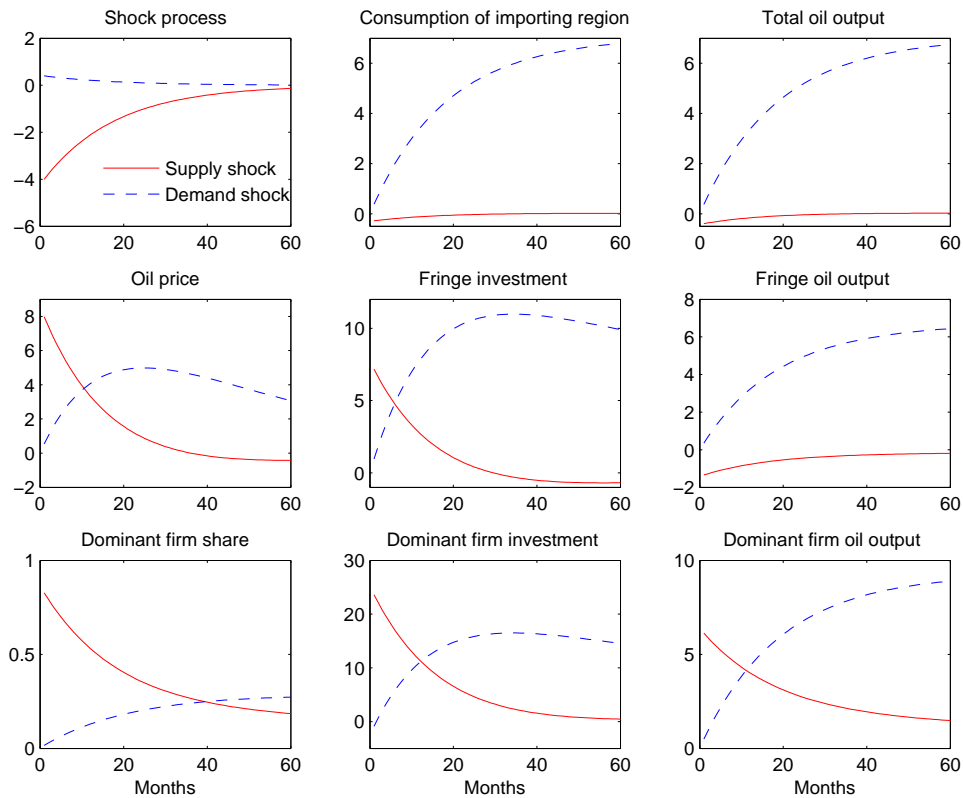 Shock process
Consumption of importing region
Total oil output
2
0
−2
−4
−6
0 20 40 60
Supply shock
Demand shock
6
4
2
0
0 20 40 60
6
4
2
0
0 20 40 60
Oil price
Fringe investment
Fringe oil output
8
6
4
2
0
−2
0 20 40 60
10
5
0
0 20 40 60
8
6
4
2
0
−2
0 20 40 60
Dominant firm share
Dominant firm investment
Dominant firm oil output
1
0.5
0
0 20 40 60
Months
30
20
10
0
0 20 40 60
Months
10
5
0
0 20 40 60
Months